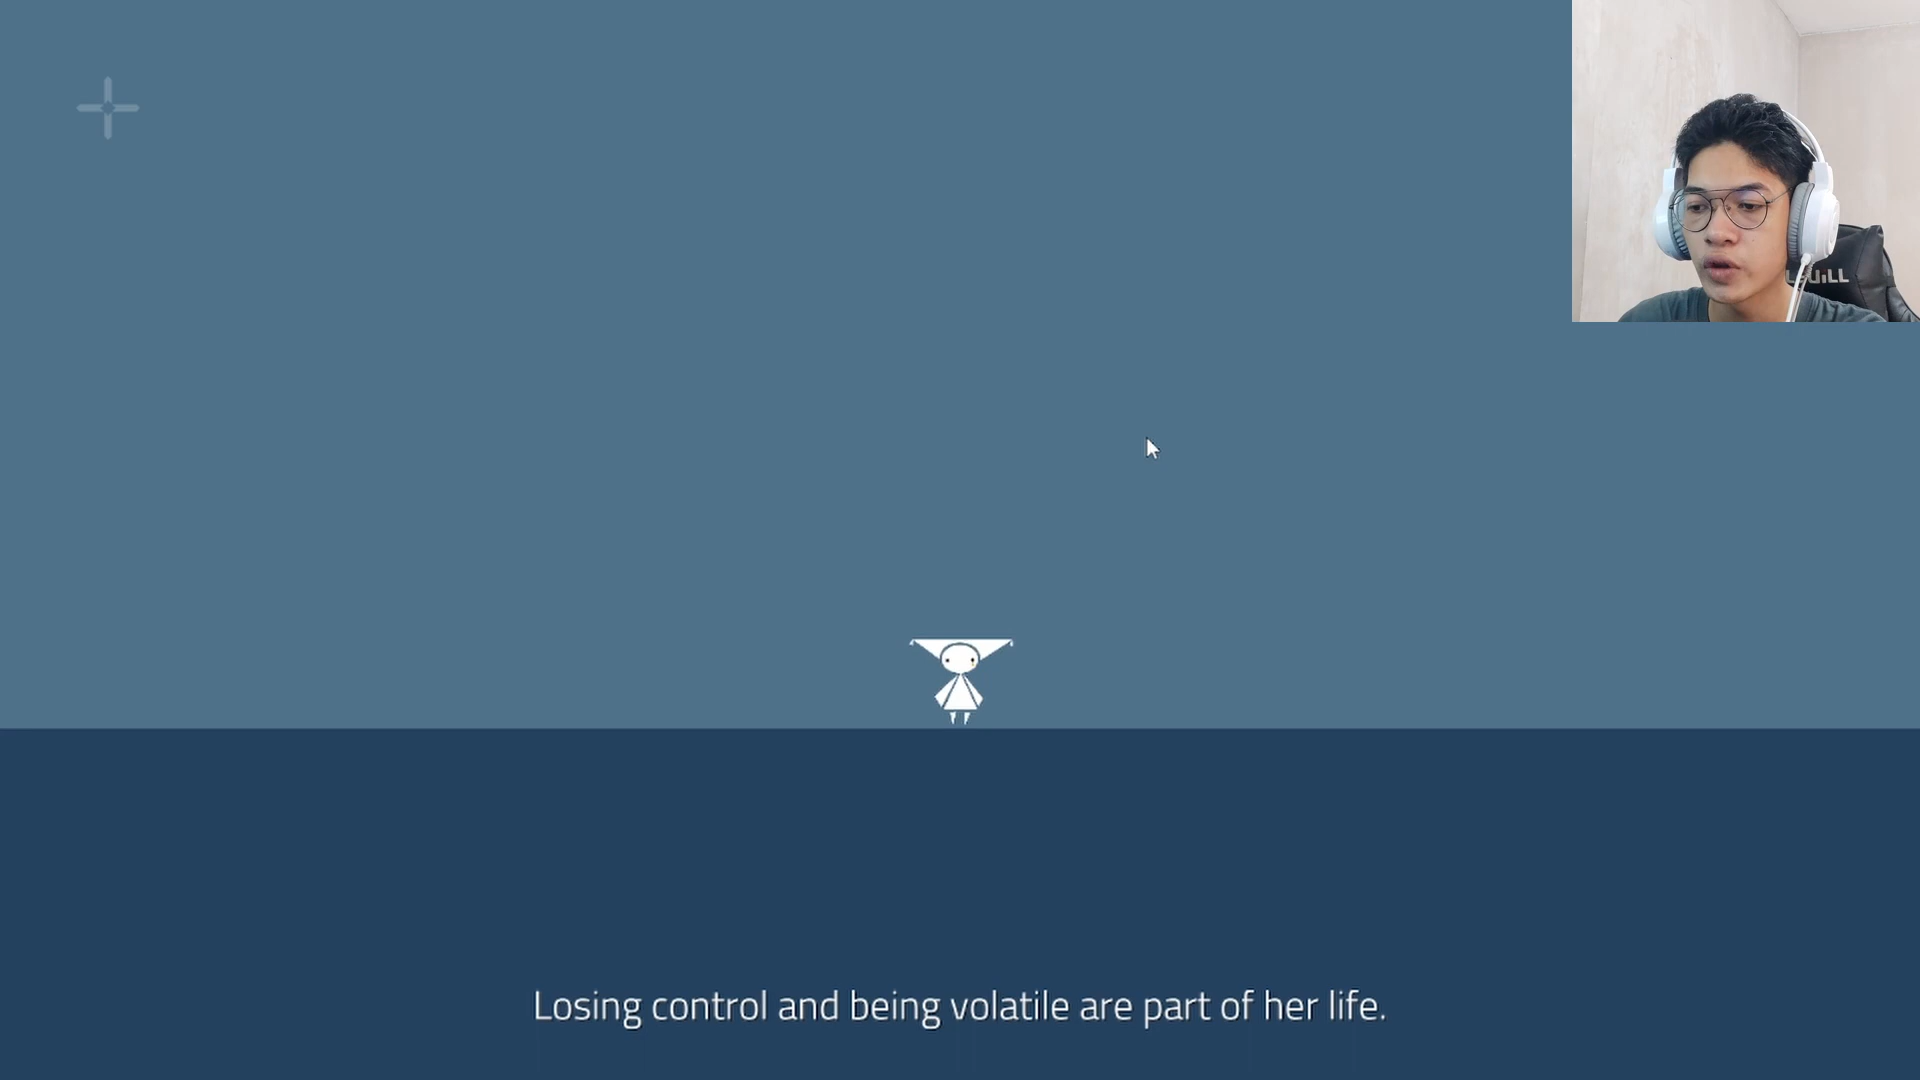 Losing control and being volatile are part of her life.